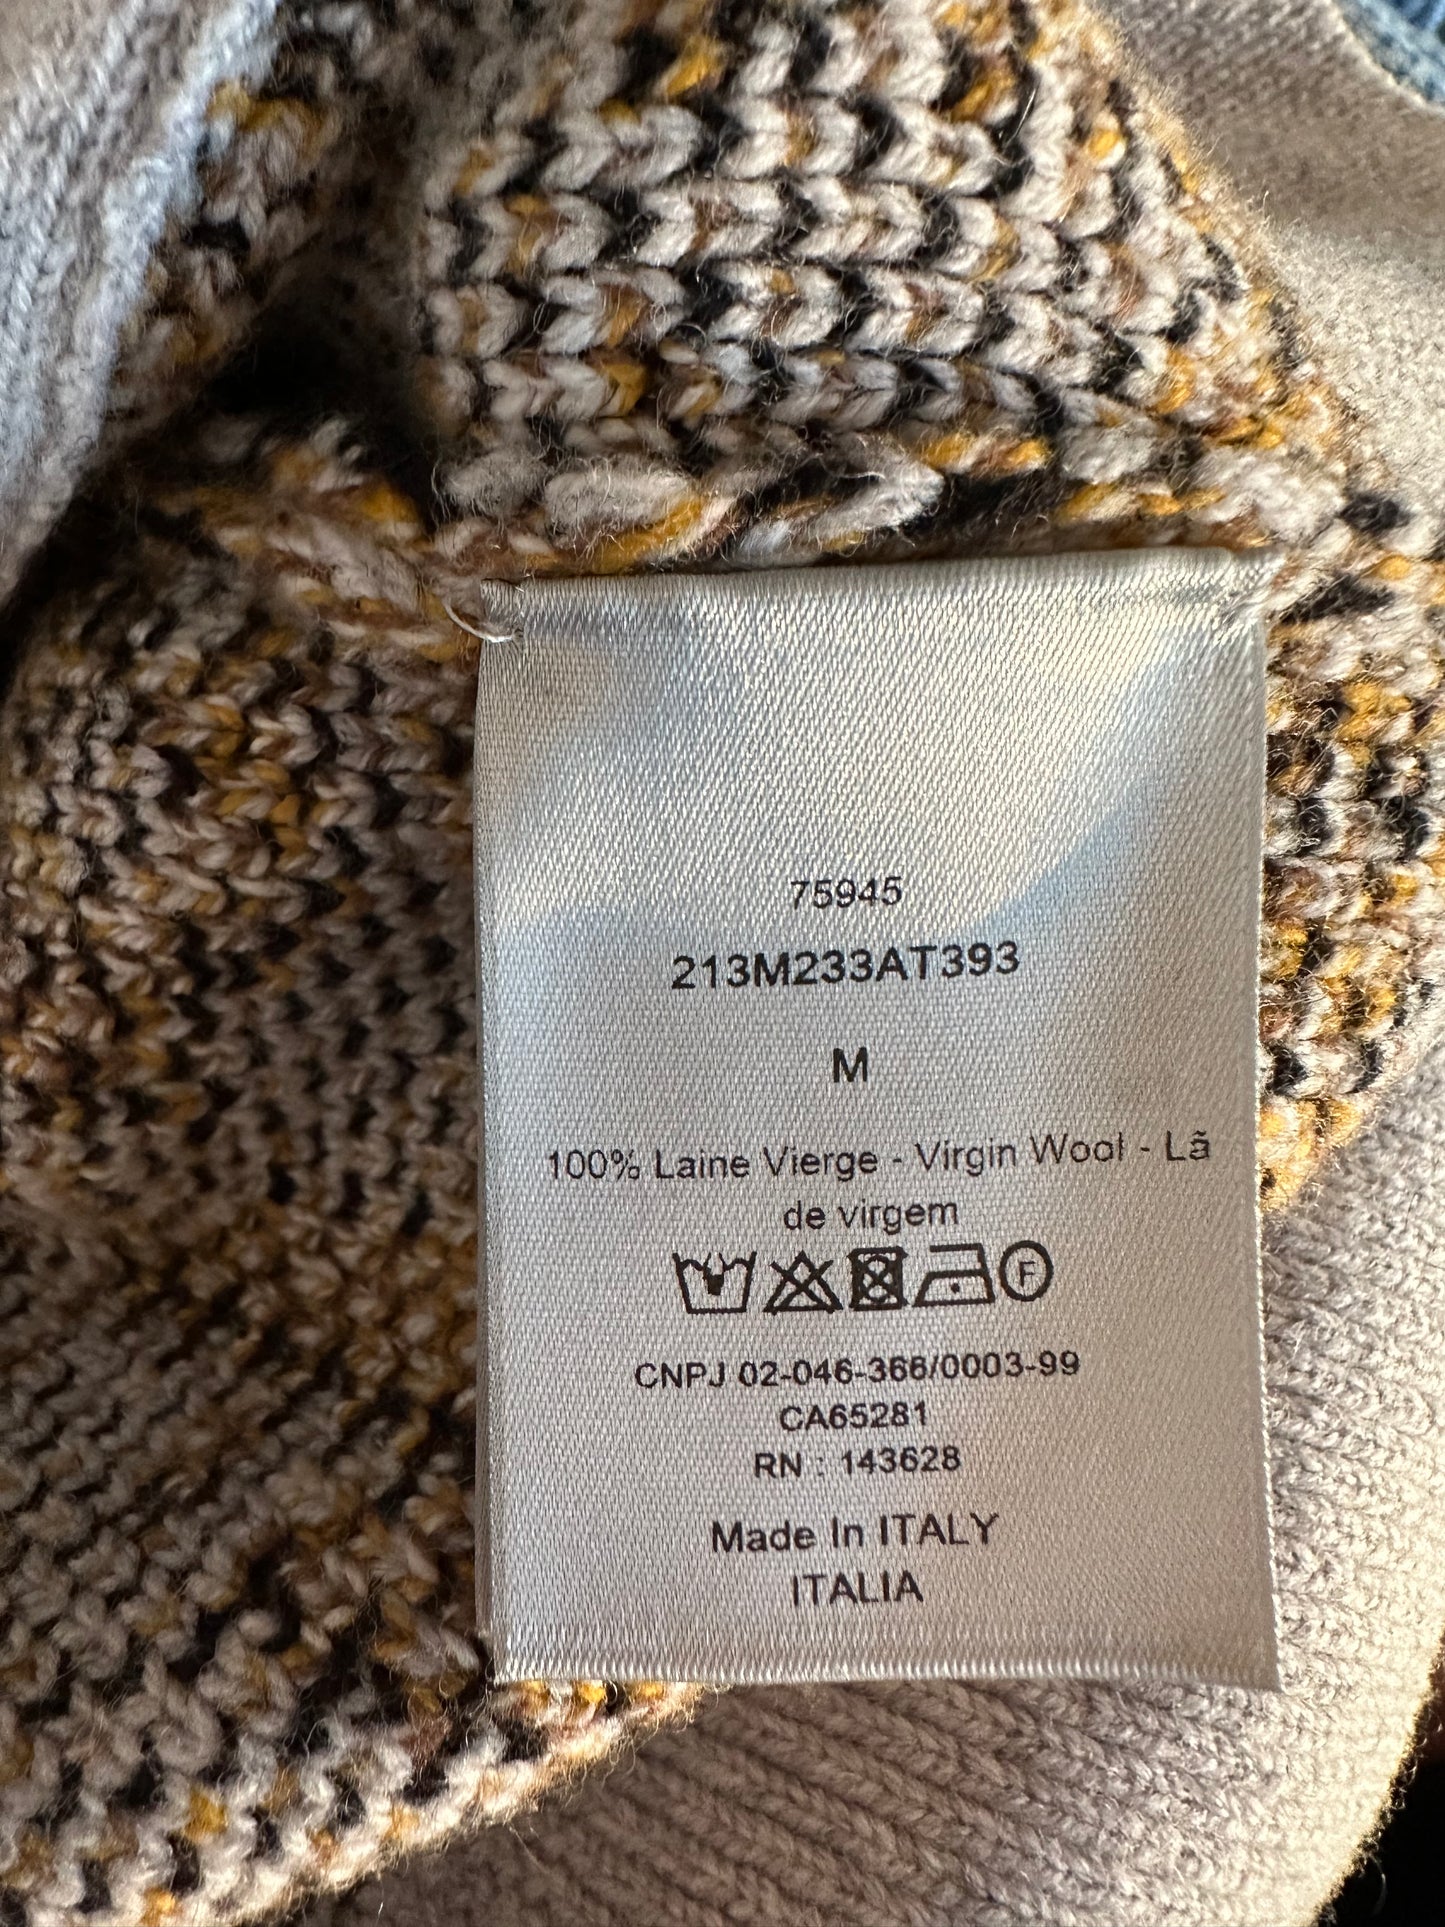 75945
213M233AT393
M
100% Laine Vierge - Virgin Wool - Lã
de virgem
F
CNPJ 02-046-366/0003-99
CA65281
RN : 143628
Made In ITALY
ITALIA